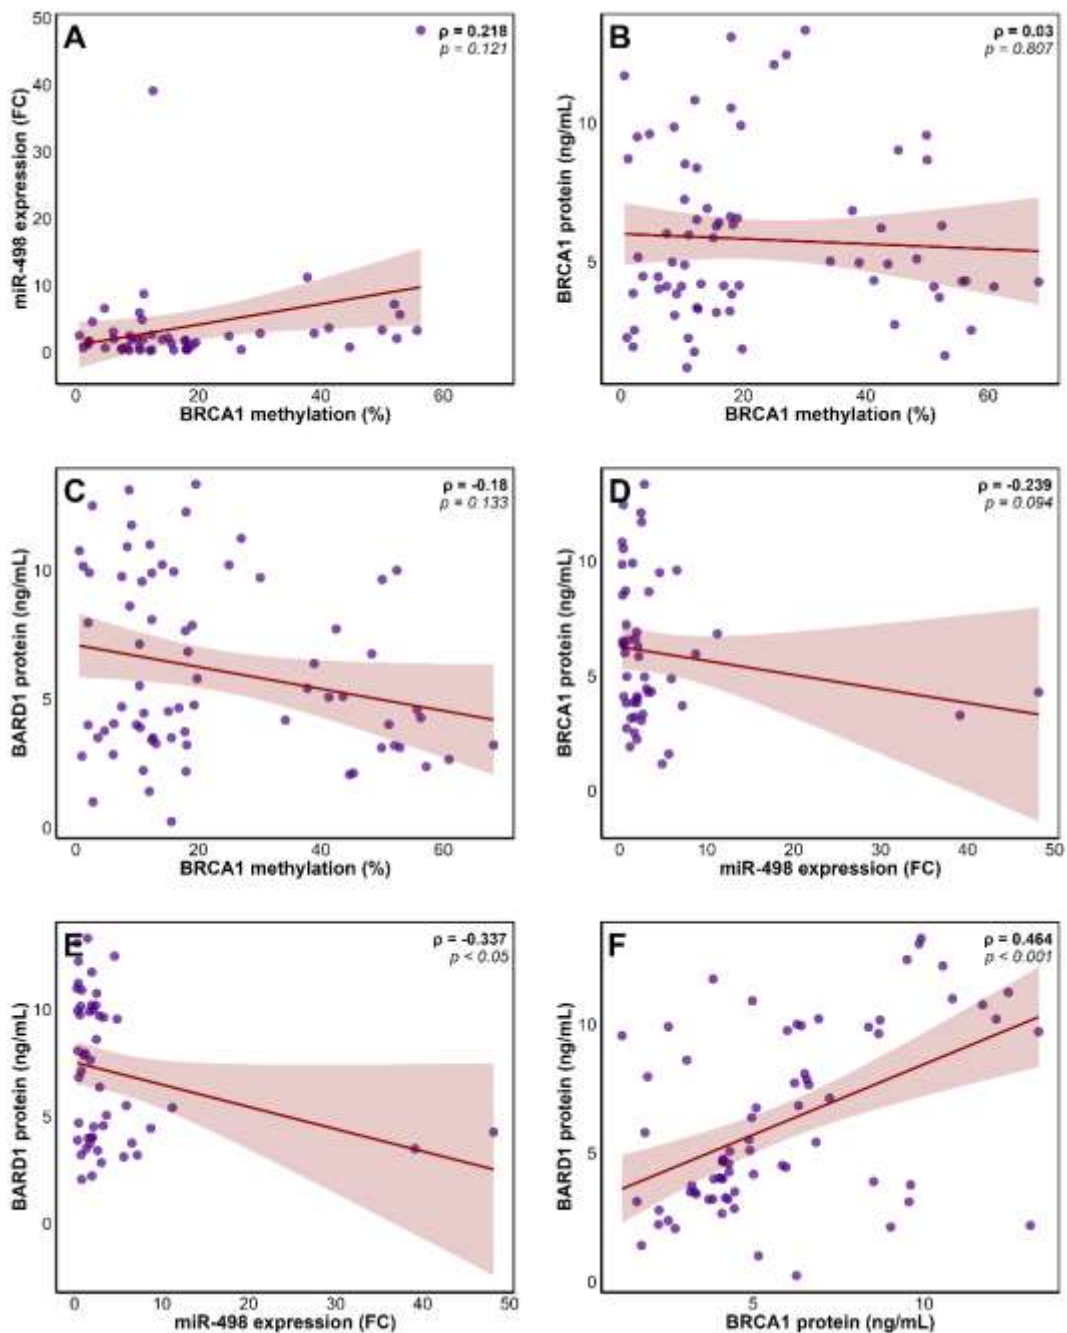 A
ρ = 0.218
p = 0.121
miR-498 expression (FC)
50
40
30
20
10
0
0 20 40 60
BRCA1 methylation (%)
B
ρ = 0.03
p = 0.807
BRCA1 protein (ng/mL)
10
5
0 20 40 60
BRCA1 methylation (%)
C
ρ = -0.18
p = 0.133
BARD1 protein (ng/mL)
10
5
0
0 20 40 60
BRCA1 methylation (%)
D
ρ = -0.239
p = 0.094
BRCA1 protein (ng/mL)
10
5
0
0 10 20 30 40 50
miR-498 expression (FC)
E
ρ = -0.337
p < 0.05
BARD1 protein (ng/mL)
10
5
0
0 10 20 30 40 50
miR-498 expression (FC)
F
ρ = 0.464
p < 0.001
BARD1 protein (ng/mL)
10
5
0
5 10
BRCA1 protein (ng/mL)